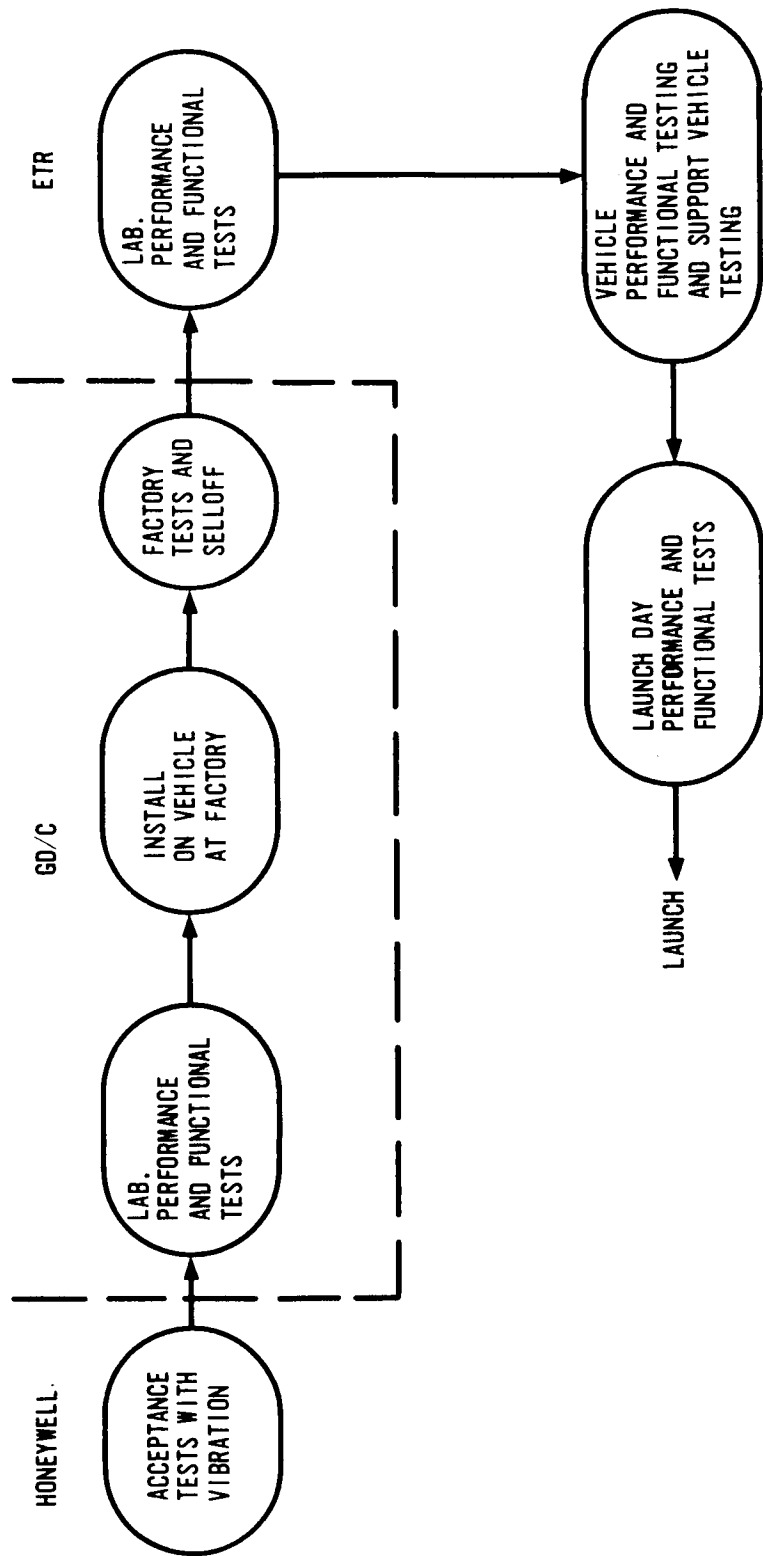 HONEYWELL.
GD/C
ETR
ACCEPTANCE
TESTS WITH
VIBRATION
LAB.
PERFORMANCE
AND PUNCTIONAL
TESTS
INSTALL
ON VEHICLE
AT FACTORY
FACTORY
TESTS AND
SELLOFF
LAB.
PERFORMANCE
AND FUNCTIONAL
TESTS
VEHICLE
PERFORMANCE AND
FUNCTIONAL TESTING
AND SUPPORT VEHICLE
TESTING
LAUNCH DAY
PERFORMANCE AND
FUNCTIONAL TESTS
LAUNCH